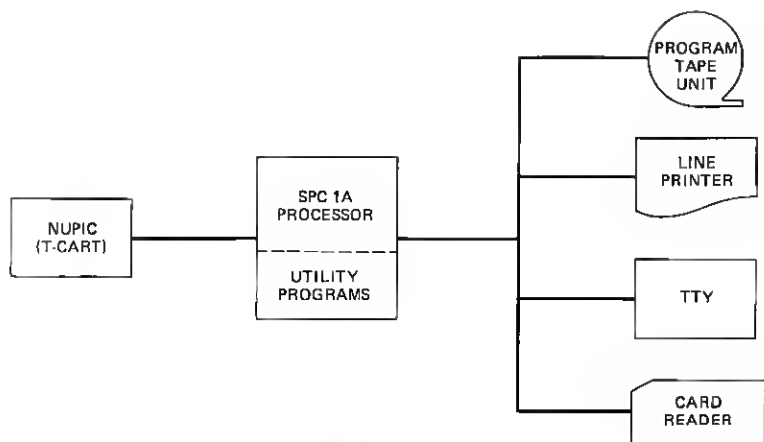 NUPIC
(T-CART)
SPC 1A
PROCESSOR
UTILITY
PROGRAMS
PROGRAM
TAPE
UNIT
LINE
PRINTER
TTY
CARD
READER